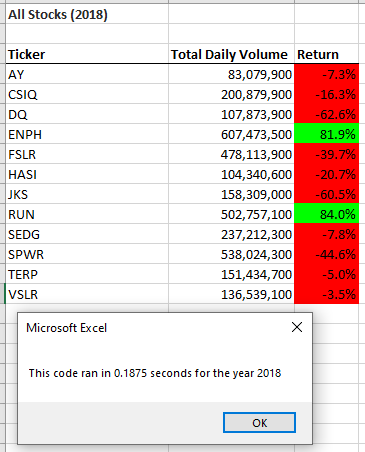 All Stocks (2018)
Ticker Total Daily Volume Return
AY 83,079,900 -7.3%
CSIQ 200,879,900 -16.3%
DQ 107,873,900 -62.6%
ENPH 607,473,500 81.9%
FSLR 478,113,900 -39.7%
HASI 104,340,600 -20.7%
JKS 158,309,000 -60.5%
RUN 502,757,100 84.0%
SEDG 237,212,300 -7.8%
SPWR 538,024,300 -44.6%
TERP 151,434,700 -5.0%
VSLR 136,539,100 -3.5%
Microsoft Excel
This code ran in 0.1875 seconds for the year 2018
OK